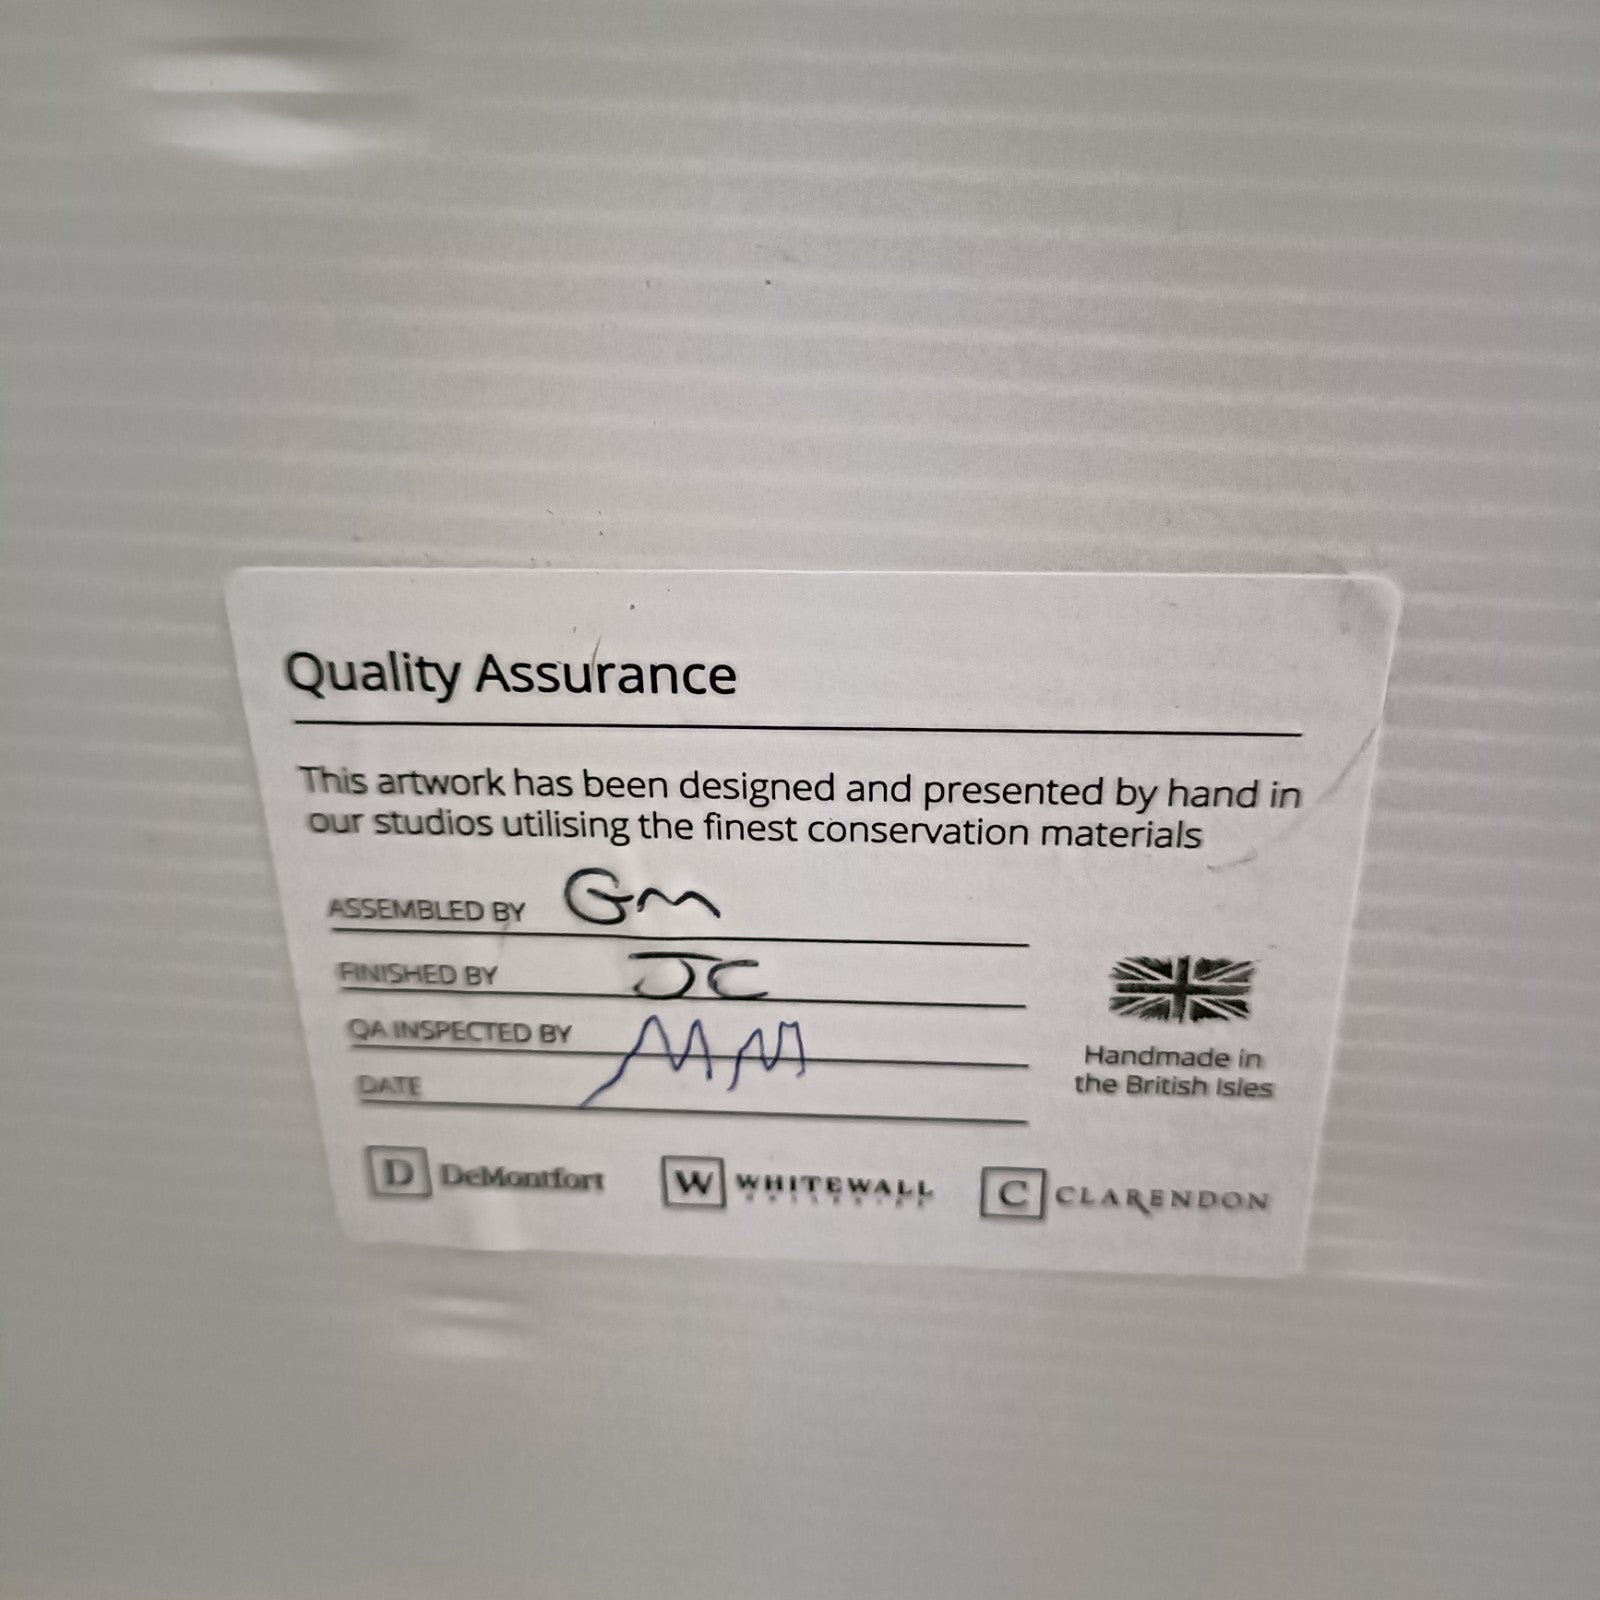 Quality Assurance
This artwork has been designed and presented by hand in
our studios utilising the finest conservation materials
ASSEMBLED BY GM
FINISHED BY JC
QA INSPECTED BY MM
DATE
Handmade in
the British Isles
D DeMontfort W WHITEWALL C CLARENDON